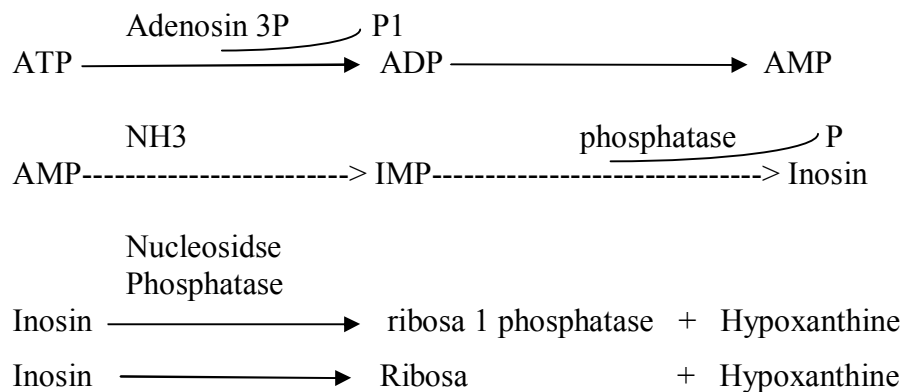 Adenosin 3P P1
ATP ADP AMP
NH3 phosphatase P
AMP------------------------> IMP-----------------------------> Inosin
Nucleosidse
Phosphatase
Inosin ribosa 1 phosphatase + Hypoxanthine
Inosin Ribosa + Hypoxanthine